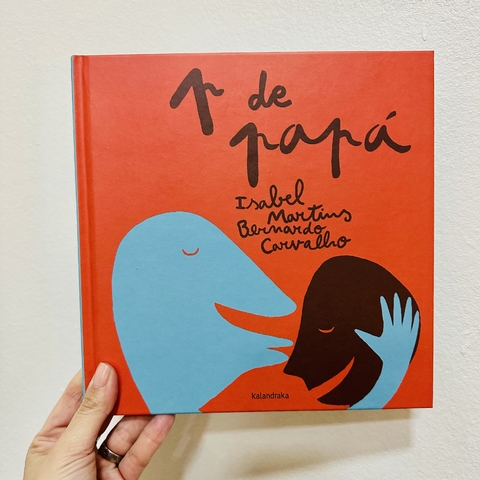 p de
papá
Isabel
Martins
Bernardo
Carvalho
kalandraka